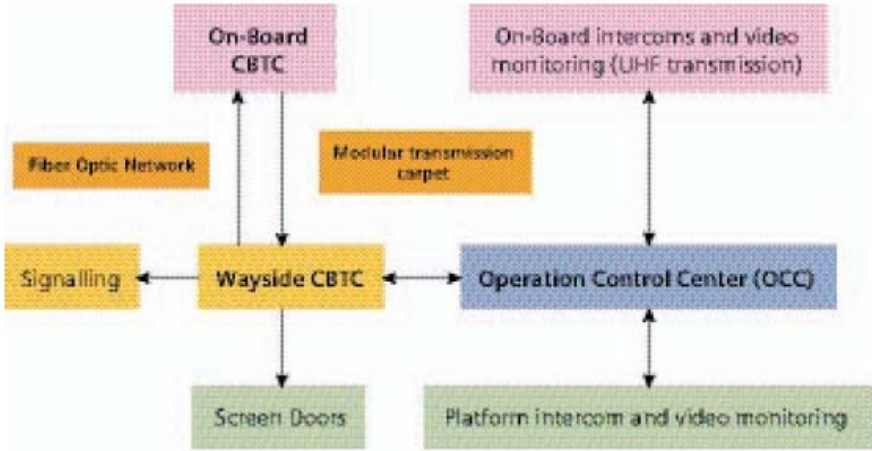 On-Board
CBTC
On-Board intercoms and video
monitoring (UHF transmission)
Fiber Optic Network
Modular transmission
carpet
Signalling
Wayside CBTC
Operation Control Center (OCC)
Screen Doors
Platform intercom and video monitoring